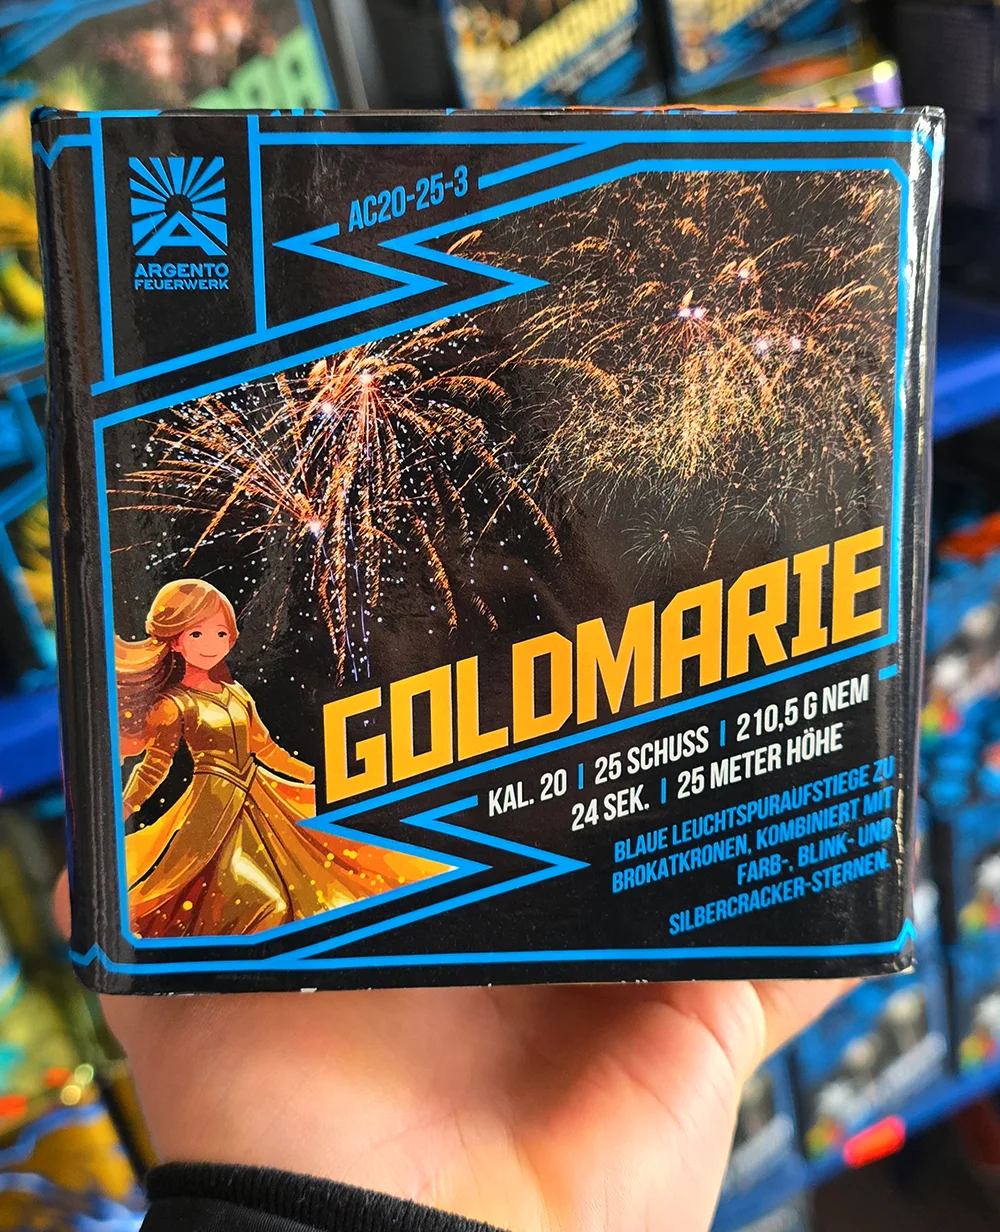 ARGENTO
FEUERWERK
AC20-25-3
GOLDMARIE
KAL. 20 | 25 SCHUSS | 210,5 G NEM
24 SEK. | 25 METER HÖHE
BLAUE LEUCHTSPURAUFSTIEGE ZU
BROKATKRONEN, KOMBINIERT MIT
FARB-, BLINK- UND
SILBERCRACKER-STERNEN.